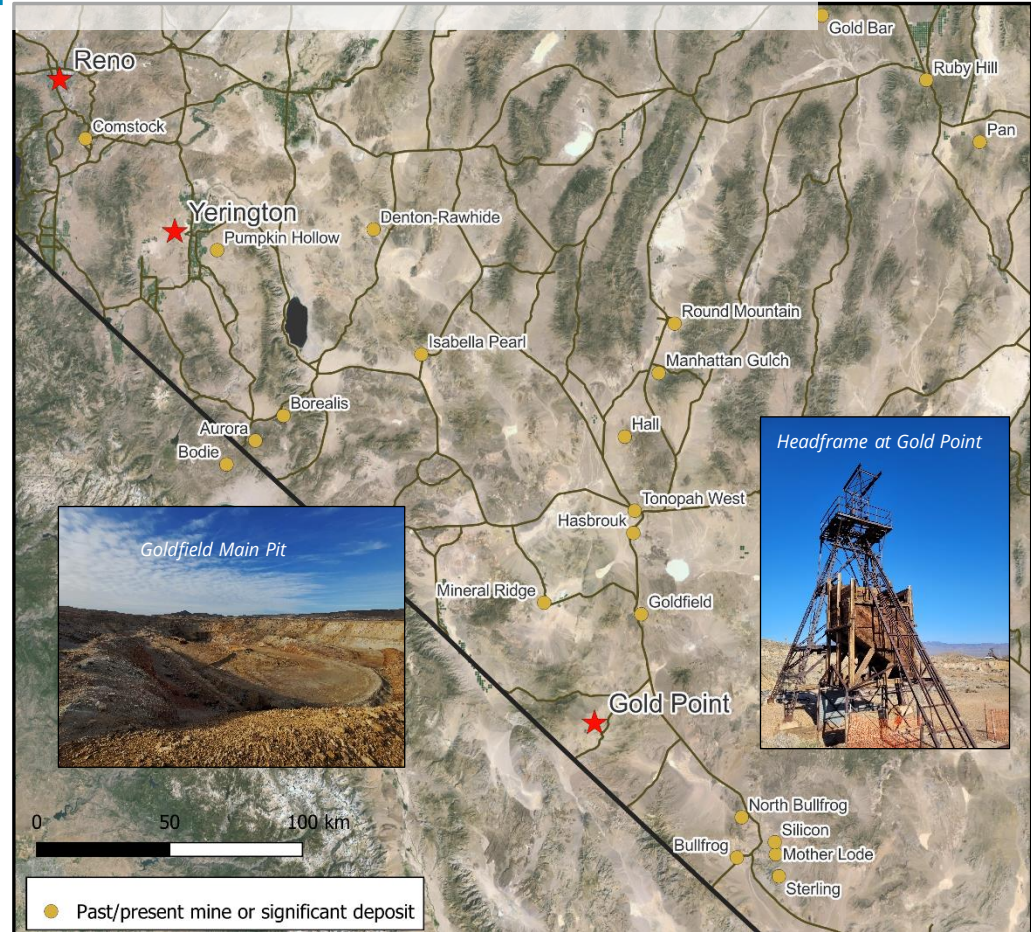 Gold Bar
Reno
Ruby Hill
Comstock
Pan
Yerington
Denton-Rawhide
Pumpkin Hollow
Round Mountain
Isabella Pearl
Manhattan Gulch
Borealis
Aurora
Hall
Bodie
Headframe at Gold Point
Tonopah West
Hasbrouk
Goldfield Main Pit
Mineral Ridge
Goldfield
Gold Point
North Bullfrog
0 50 100 km
Silicon
Bullfrog
Mother Lode
Sterling
Past/present mine or significant deposit